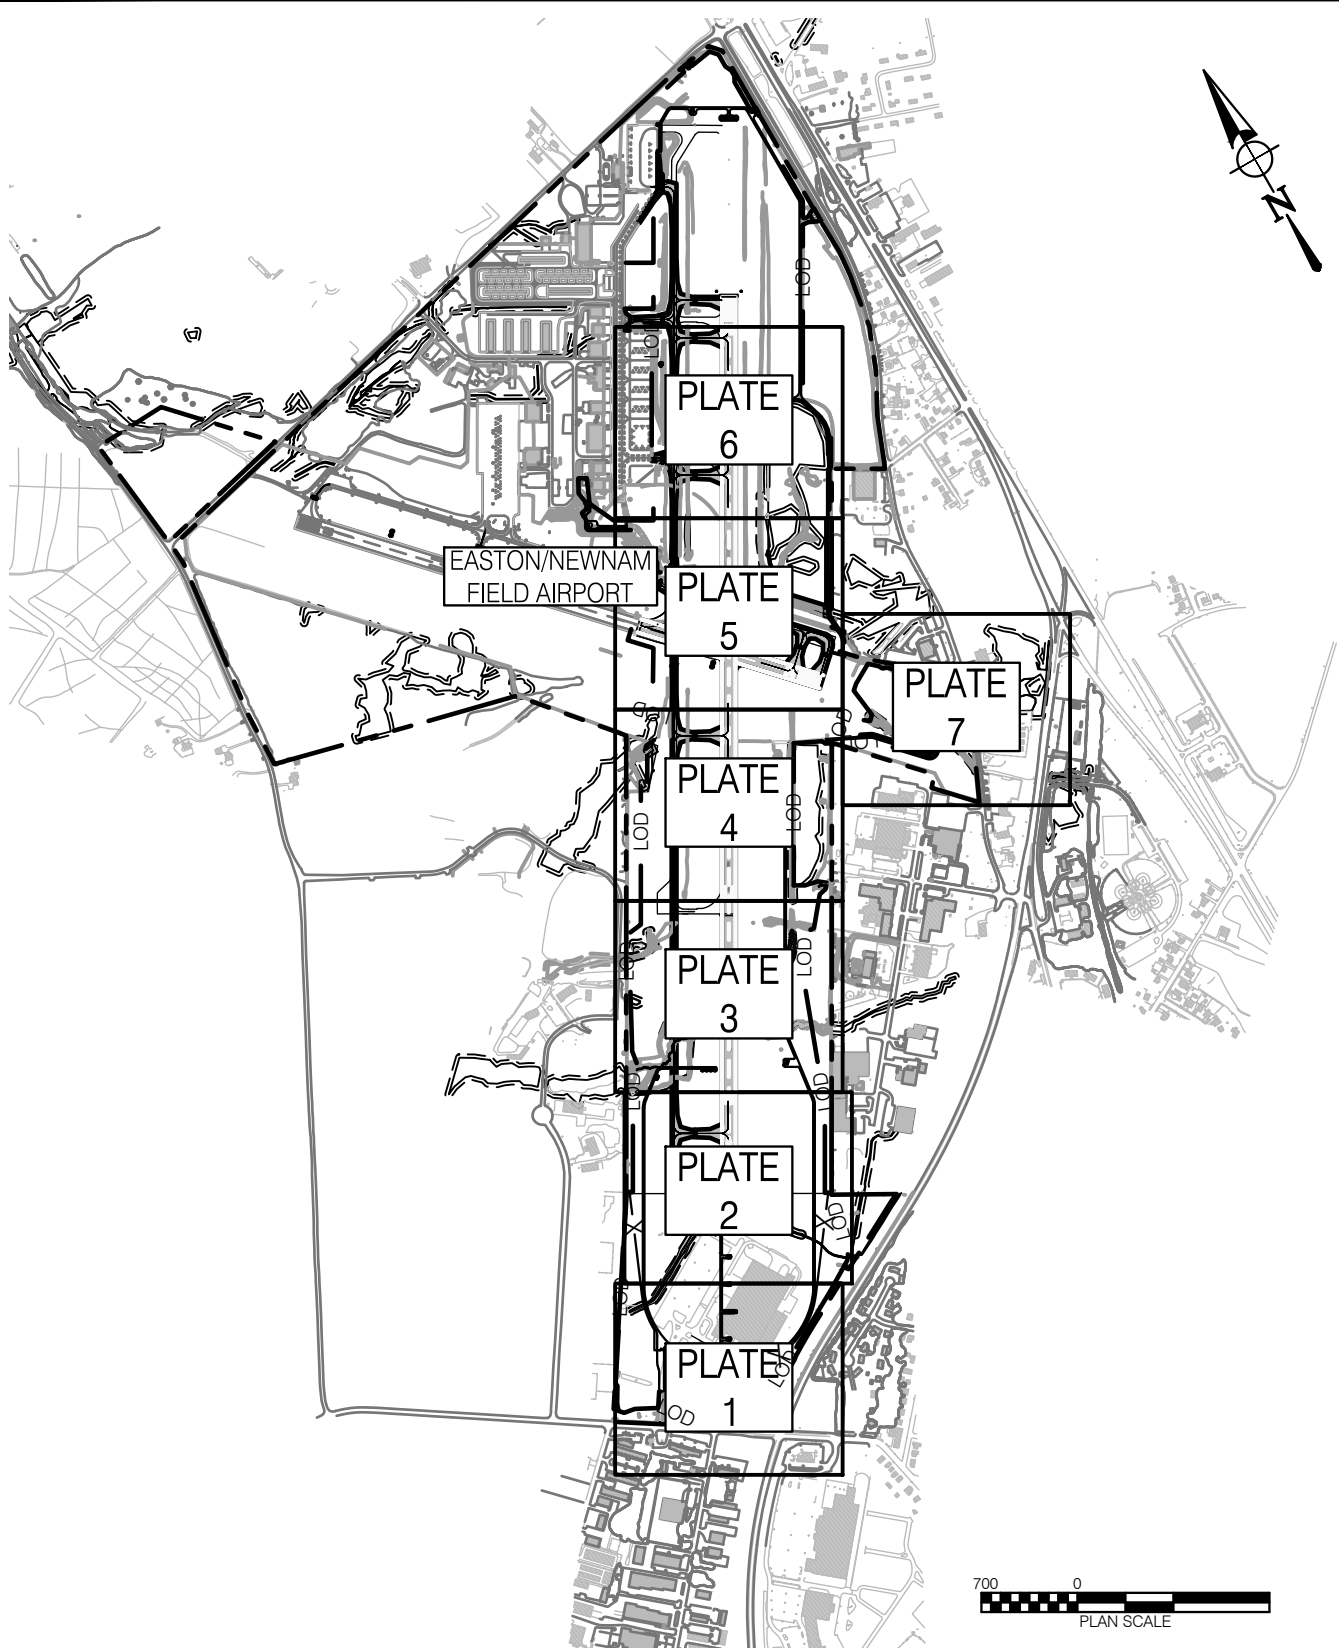 N
LOD
LOD
PLATE
6
EASTON/NEWNAM
FIELD AIRPORT
PLATE
5
PLATE
7
LOD
PLATE
4
LOD
LOD
LOD
LOD
PLATE
3
LOD
LOD
PLATE
2
LOD
LOD
PLATE
1
LOD
LOD
700 0
PLAN SCALE